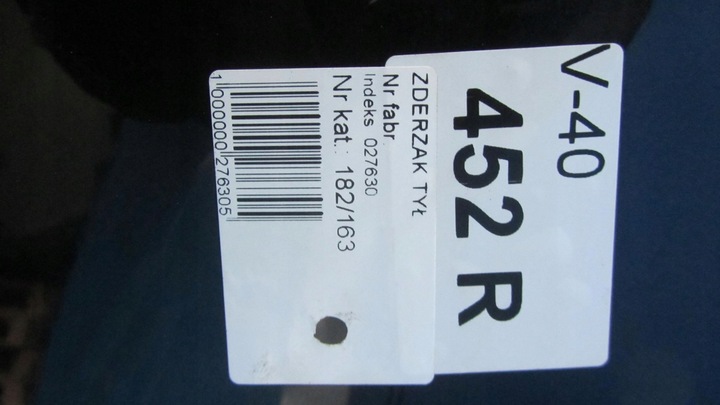 V-40
452 R
ZDERZAK TYŁ
Nr fabr.
Indeks 027630
Nr kat.: 182/163
1000000276305